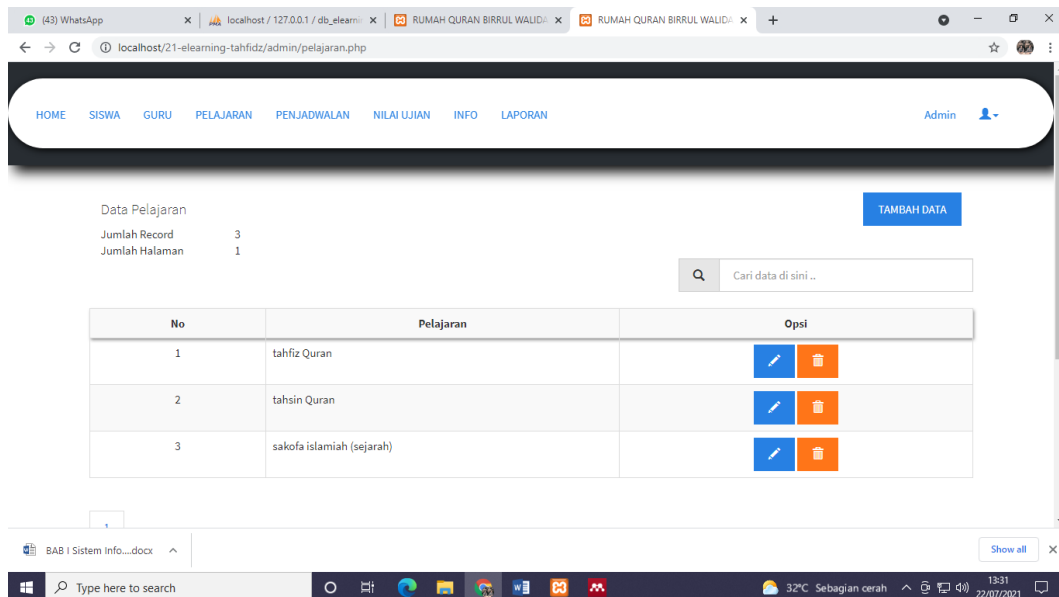 (43) WhatsApp
localhost / 127.0.0.1 / db_elearni
RUMAH QURAN BIRRUL WALIDA
RUMAH QURAN BIRRUL WALIDA
localhost/21-elearning-tahfidz/admin/pelajaran.php
HOME SISWA GURU PELAJARAN PENJADWALAN NILAI UJIAN INFO LAPORAN Admin
Data Pelajaran
TAMBAH DATA
Jumlah Record 3
Jumlah Halaman 1
Cari data di sini ..
No Pelajaran Opsi
1 tahfiz Quran
2 tahsin Quran
3 sakofa islamiah (sejarah)
1
BAB I Sistem Info....docx
Show all
Type here to search
32°C Sebagian cerah
13:31
22/07/2021